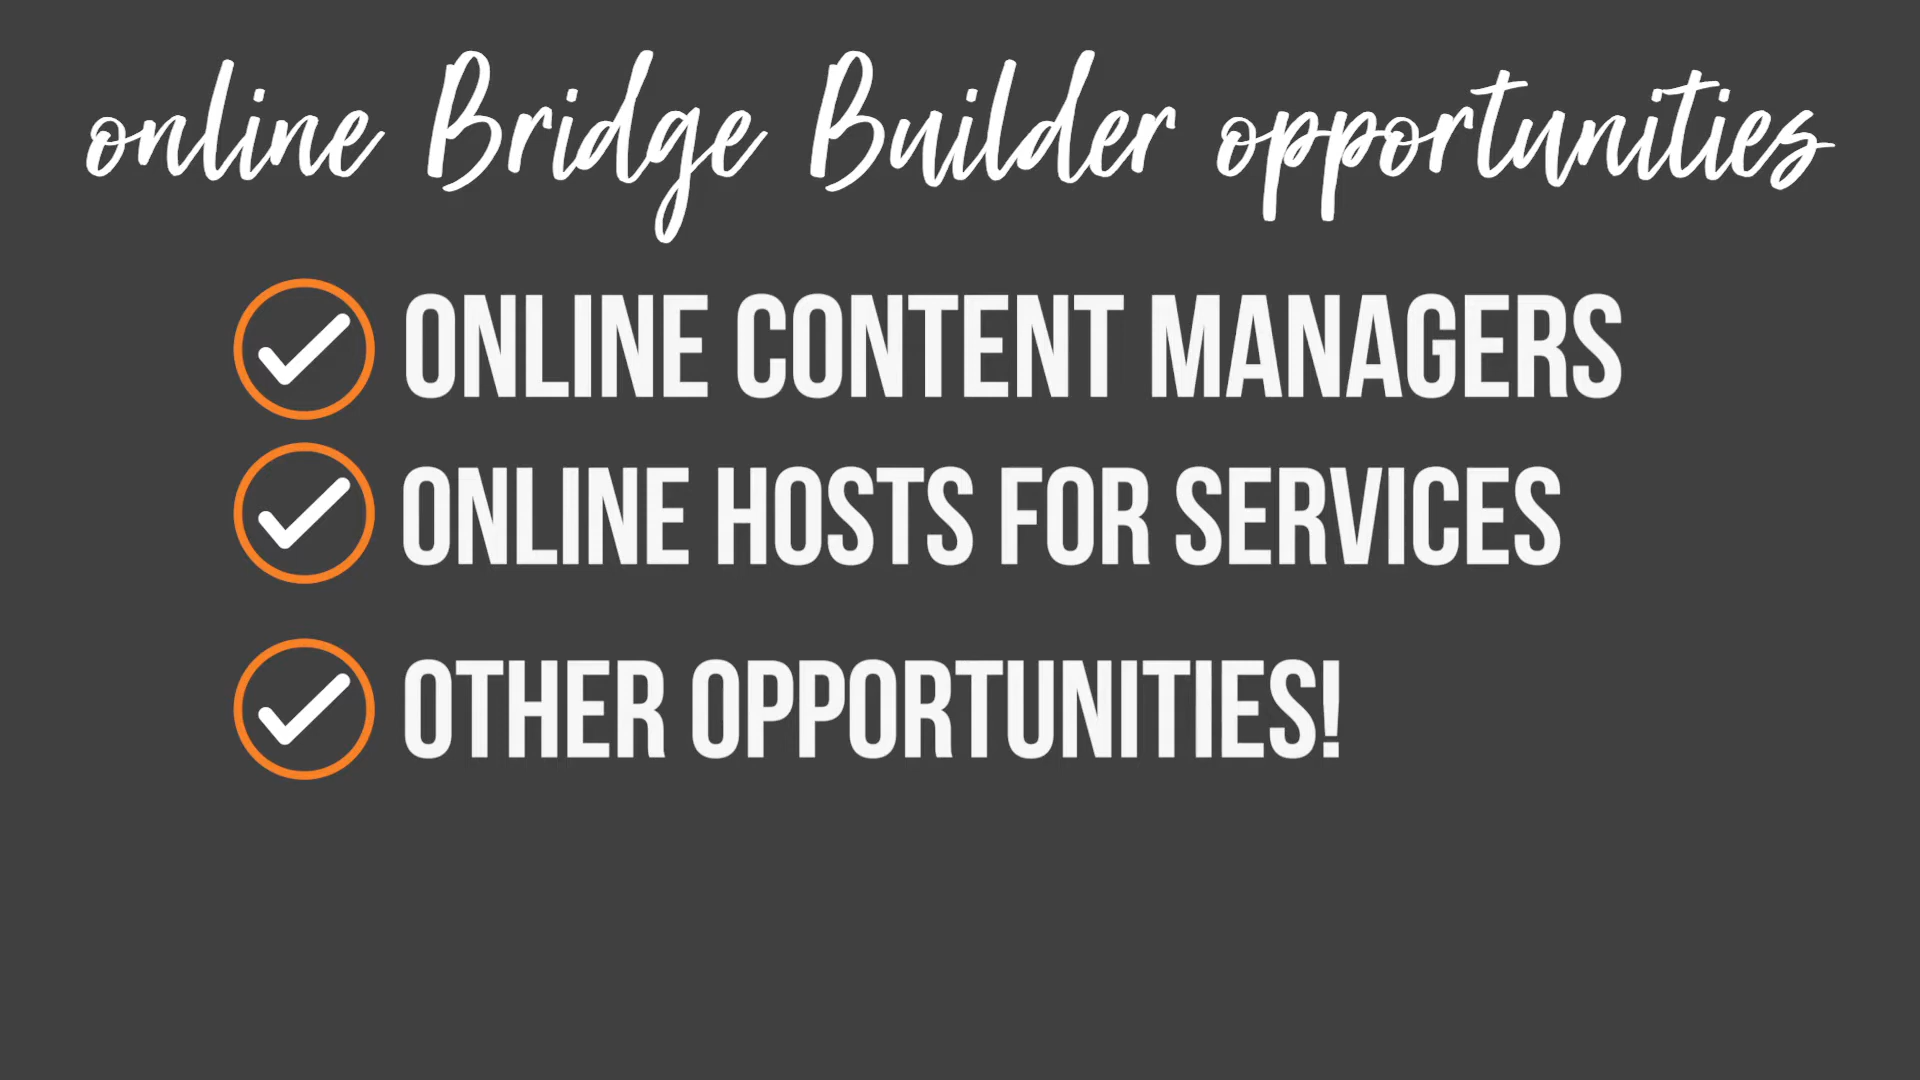 online Bridge Builder opportunities
ONLINE CONTENT MANAGERS
ONLINE HOSTS FOR SERVICES
OTHER OPPORTUNITIES!